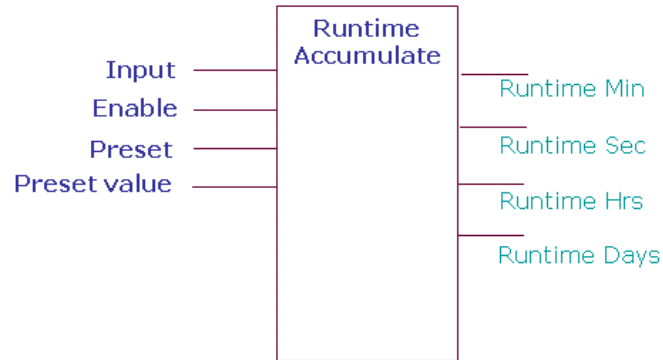 Runtime
Accumulate
Input
Enable
Preset
Preset value
Runtime Min
Runtime Sec
Runtime Hrs
Runtime Days